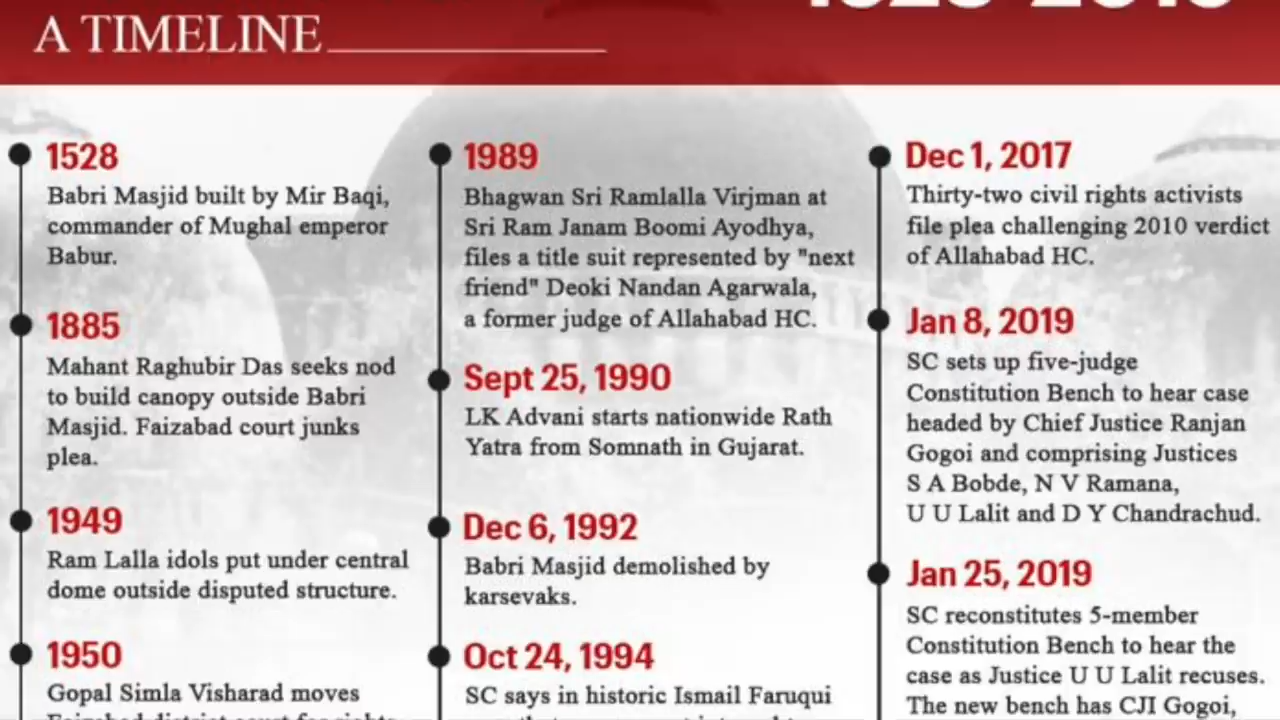 A TIMELINE
1528
Babri Masjid built by Mir Baqi,
commander of Mughal emperor
Babur.
1885
Mahant Raghubir Das seeks nod
to build canopy outside Babri
Masjid. Faizabad court junks
plea.
1949
Ram Lalla idols put under central
dome outside disputed structure.
1950
Gopal Simla Visharad moves
1989
Bhagwan Sri Ramlalla Virjman at
Sri Ram Janam Boomi Ayodhya,
files a title suit represented by "next
friend" Deoki Nandan Agarwala,
a former judge of Allahabad HC.
Sept 25, 1990
LK Advani starts nationwide Rath
Yatra from Somnath in Gujarat.
Dec 6, 1992
Babri Masjid demolished by
karsevaks.
Oct 24, 1994
SC says in historic Ismail Faruqui
Dec 1, 2017
Thirty-two civil rights activists
file plea challenging 2010 verdict
of Allahabad HC.
Jan 8, 2019
SC sets up five-judge
Constitution Bench to hear case
headed by Chief Justice Ranjan
Gogoi and comprising Justices
S A Bobde, N V Ramana,
U U Lalit and D Y Chandrachud.
Jan 25, 2019
SC reconstitutes 5-member
Constitution Bench to hear the
case as Justice U U Lalit recuses.
The new bench has CJI Gogoi,